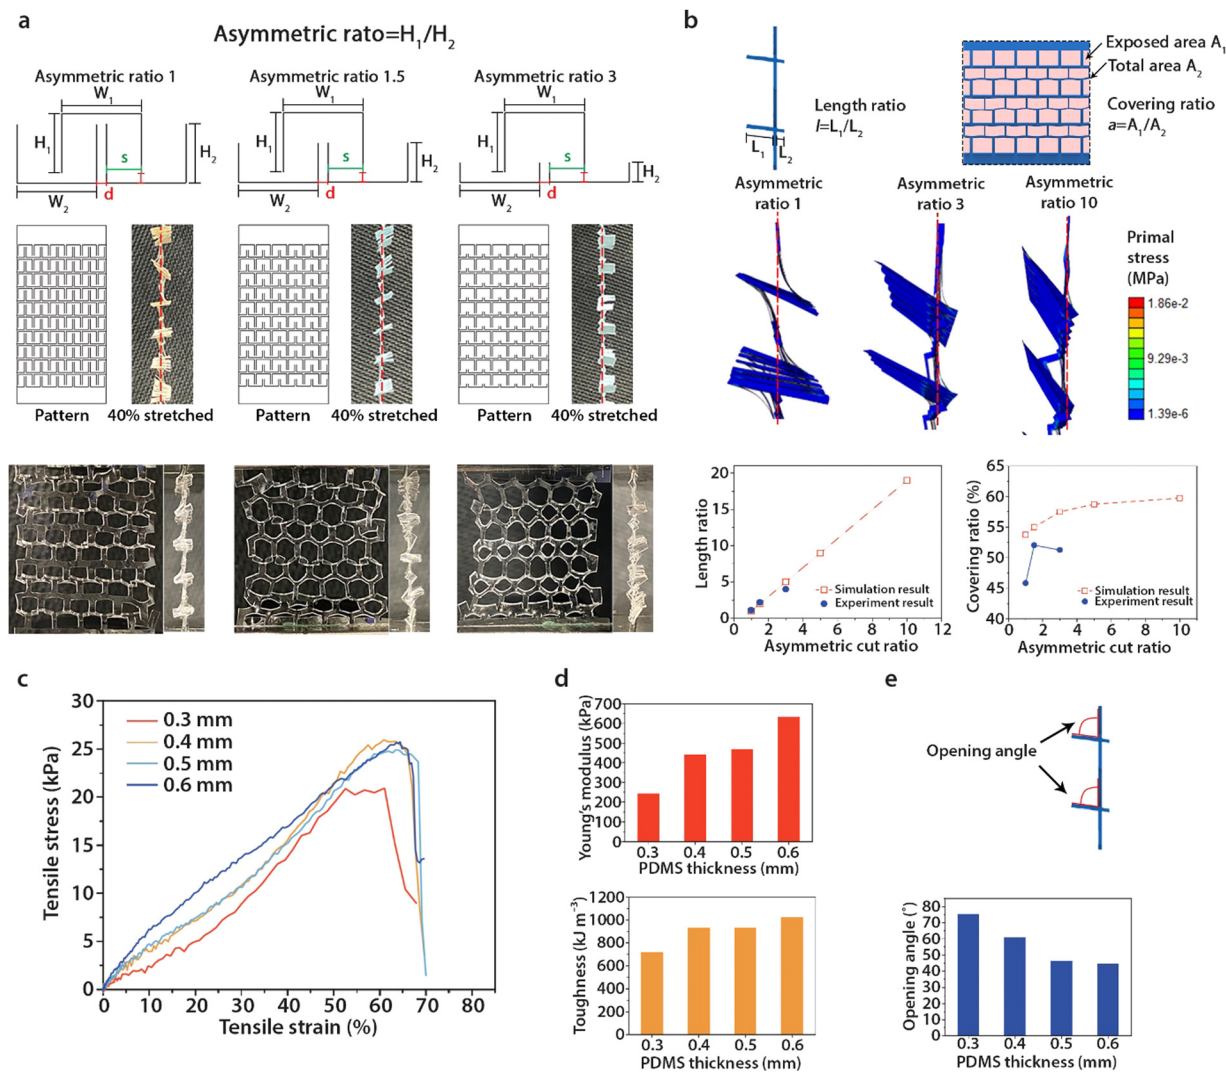 a
Asymmetric rato=H1/H2
Asymmetric ratio 1
Asymmetric ratio 1.5
Asymmetric ratio 3
W1
W1
W1
H1
s
H2
H1
s
H2
H1
s
H2
d
d
d
W2
W2
W2
Pattern
40% stretched
Pattern
40% stretched
Pattern
40% stretched
b
Length ratio
l=L1/L2
L1
L2
Exposed area A1
Total area A2
Covering ratio
a=A1/A2
Asymmetric
ratio 1
Asymmetric
ratio 3
Asymmetric
ratio 10
Primal
stress
(MPa)
1.86e-2
9.29e-3
1.39e-6
Length ratio
20
15
10
5
0
0 2 4 6 8 10 12
Asymmetric cut ratio
Simulation result
Experiment result
Covering ratio (%)
65
60
55
50
45
40
0 2 4 6 8 10
Asymmetric cut ratio
Simulation result
Experiment result
c
Tensile stress (kPa)
30
25
20
15
10
5
0
0 10 20 30 40 50 60 70 80
Tensile strain (%)
0.3 mm
0.4 mm
0.5 mm
0.6 mm
d
Young's modulus (kPa)
700
600
500
400
300
200
100
0
0.3 0.4 0.5 0.6
PDMS thickness (mm)
Toughness (kJ m⁻³)
1200
1000
800
600
400
200
0
0.3 0.4 0.5 0.6
PDMS thickness (mm)
e
Opening angle
Opening angle (°)
80
70
60
50
40
30
20
10
0
0.3 0.4 0.5 0.6
PDMS thickness (mm)